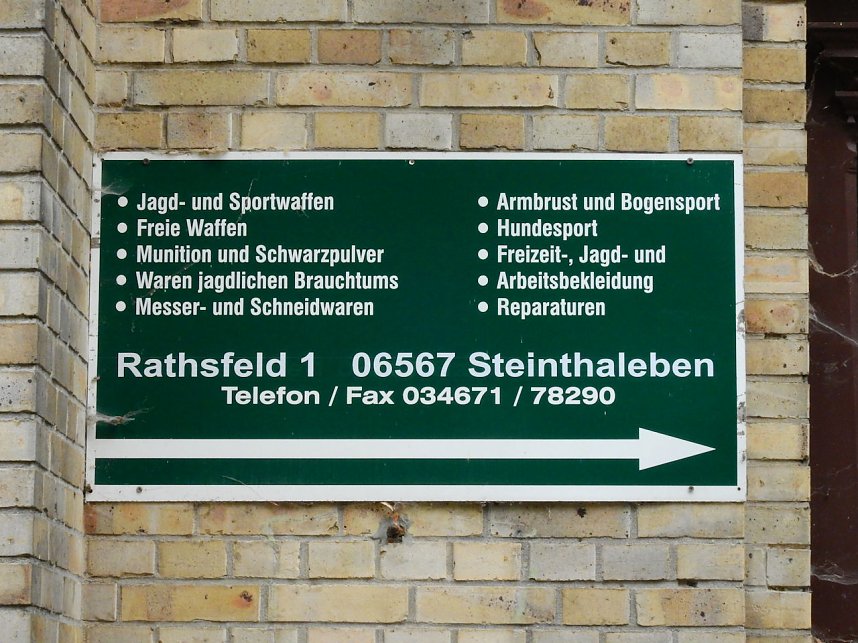 • Jagd- und Sportwaffen
• Freie Waffen
• Munition und Schwarzpulver
• Waren jagdlichen Brauchtums
• Messer- und Schneidwaren
• Armbrust und Bogensport
• Hundesport
• Freizeit-, Jagd- und
• Arbeitsbekleidung
• Reparaturen
Rathsfeld 1 06567 Steinthaleben
Telefon / Fax 034671 / 78290